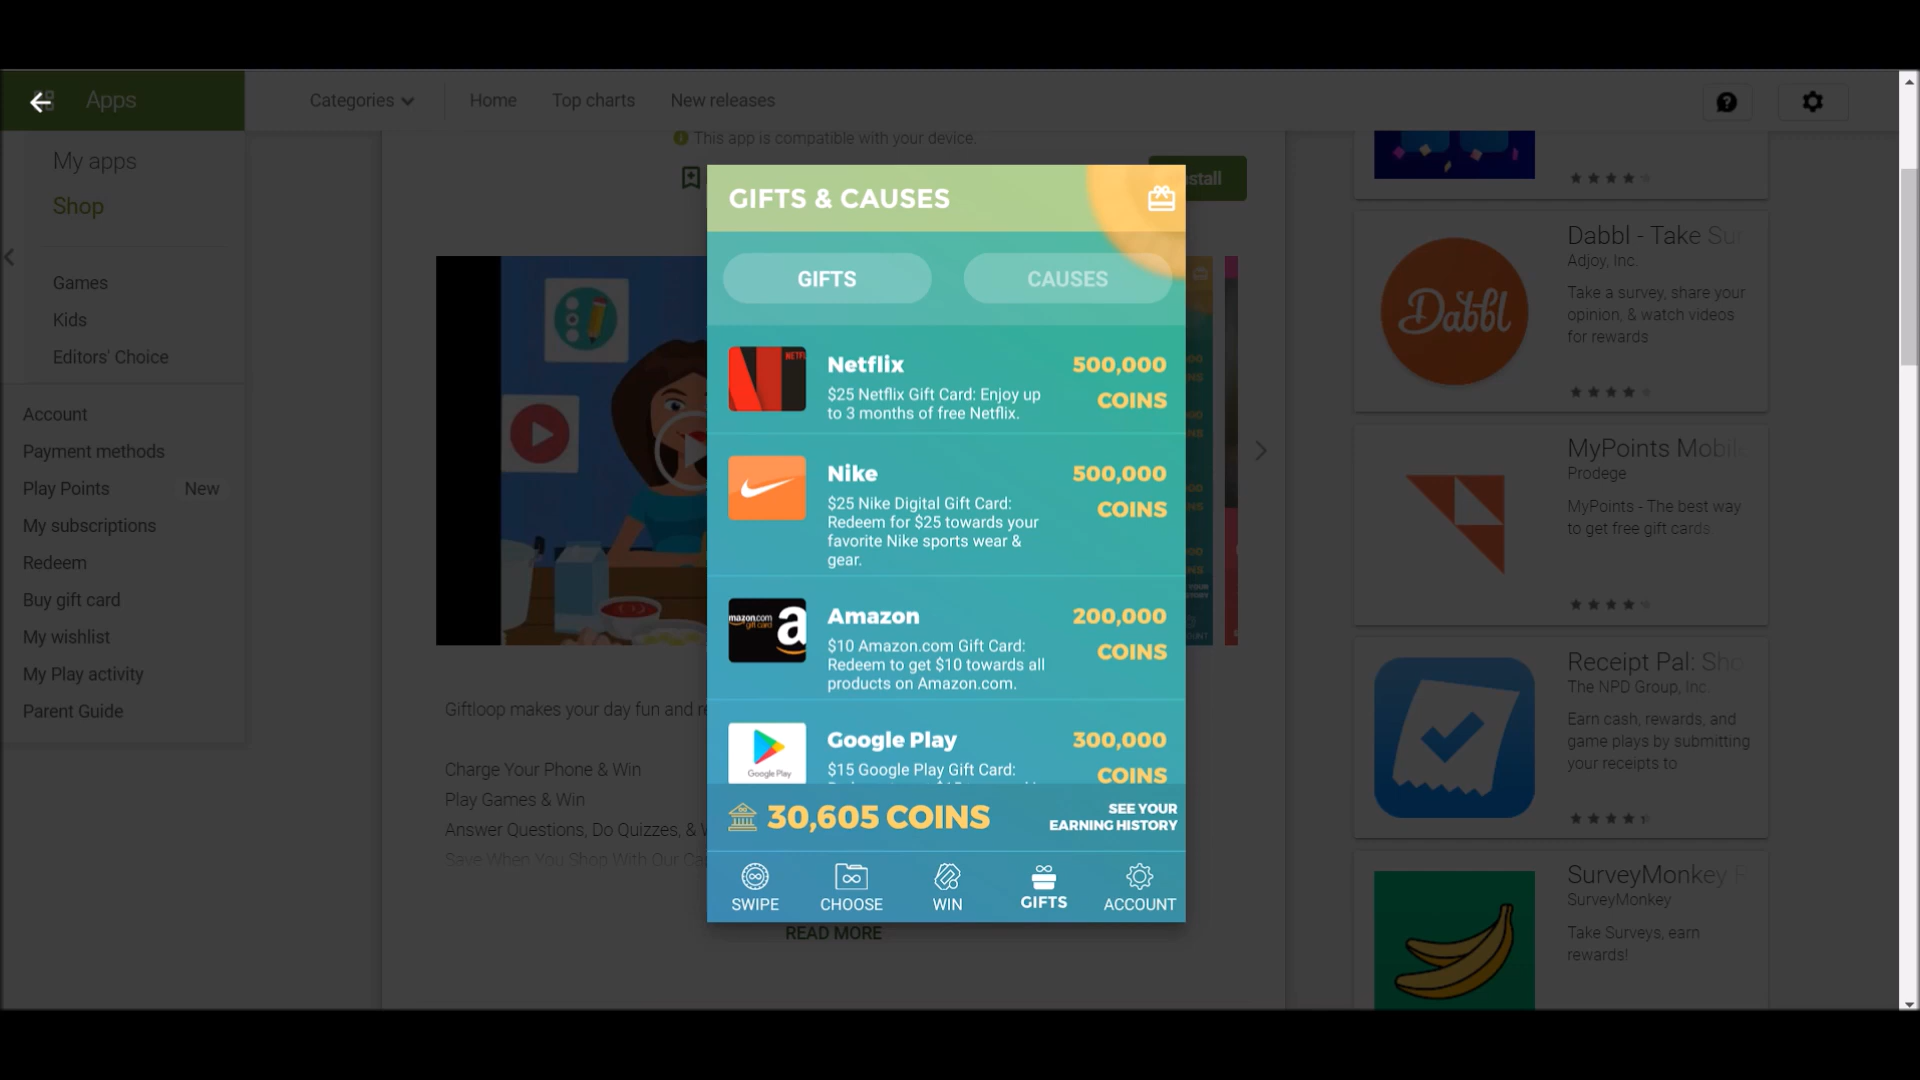 Apps
Categories
Home
Top charts
New releases
This app is compatible with your device.
My apps
Shop
Games
Kids
Editors' Choice
Account
Payment methods
Play Points
New
My subscriptions
Redeem
Buy gift card
My wishlist
My Play activity
Parent Guide
GIFTS & CAUSES
GIFTS
CAUSES
Netflix
500,000
COINS
$25 Netflix Gift Card: Enjoy up
to 3 months of free Netflix.
Nike
500,000
COINS
$25 Nike Digital Gift Card:
Redeem for $25 towards your
favorite Nike sports wear &
gear.
Amazon
200,000
COINS
$10 Amazon.com Gift Card:
Redeem to get $10 towards all
products on Amazon.com.
Google Play
Google Play
300,000
COINS
$15 Google Play Gift Card:
30,605 COINS
SEE YOUR
EARNING HISTORY
SWIPE
CHOOSE
WIN
GIFTS
ACCOUNT
Giftloop makes your day fun and
Charge Your Phone & Win
Play Games & Win
Answer Questions, Do Quizzes, &
Save When You Shop With Our
READ MORE
Dabbl
Dabbl - Take
Adjoy, Inc.
Take a survey, share your
opinion, & watch videos
for rewards
MyPoints
Prodege
MyPoints - The best way
to get free gift cards
Receipt Pal:
The NPD Group, Inc.
Earn cash, rewards, and
game plays by submitting
your receipts to
SurveyMonkey
SurveyMonkey
Take Surveys, earn
rewards!